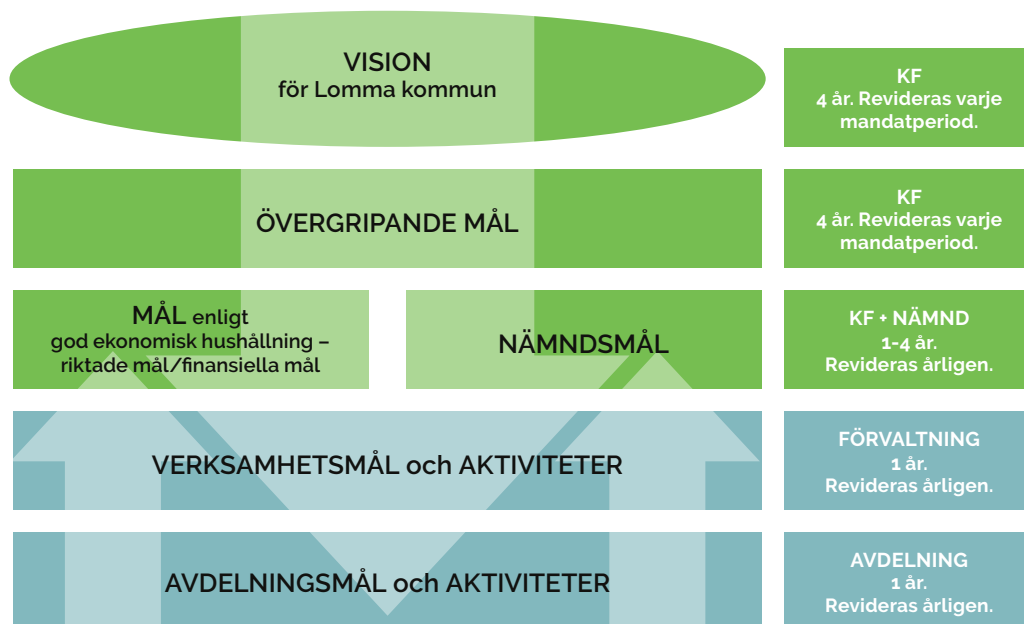 VISION
för Lomma kommun
KF
4 år. Revideras varje
mandatperiod.
ÖVERGRIPANDE MÅL
KF
4 år. Revideras varje
mandatperiod.
MÅL enligt
god ekonomisk hushållning –
riktade mål/finansiella mål
NÄMNDSMÅL
KF + NÄMND
1-4 år.
Revideras årligen.
VERKSAMHETSMÅL och AKTIVITETER
FÖRVALTNING
1 år.
Revideras årligen.
AVDELNINGSMÅL och AKTIVITETER
AVDELNING
1 år.
Revideras årligen.